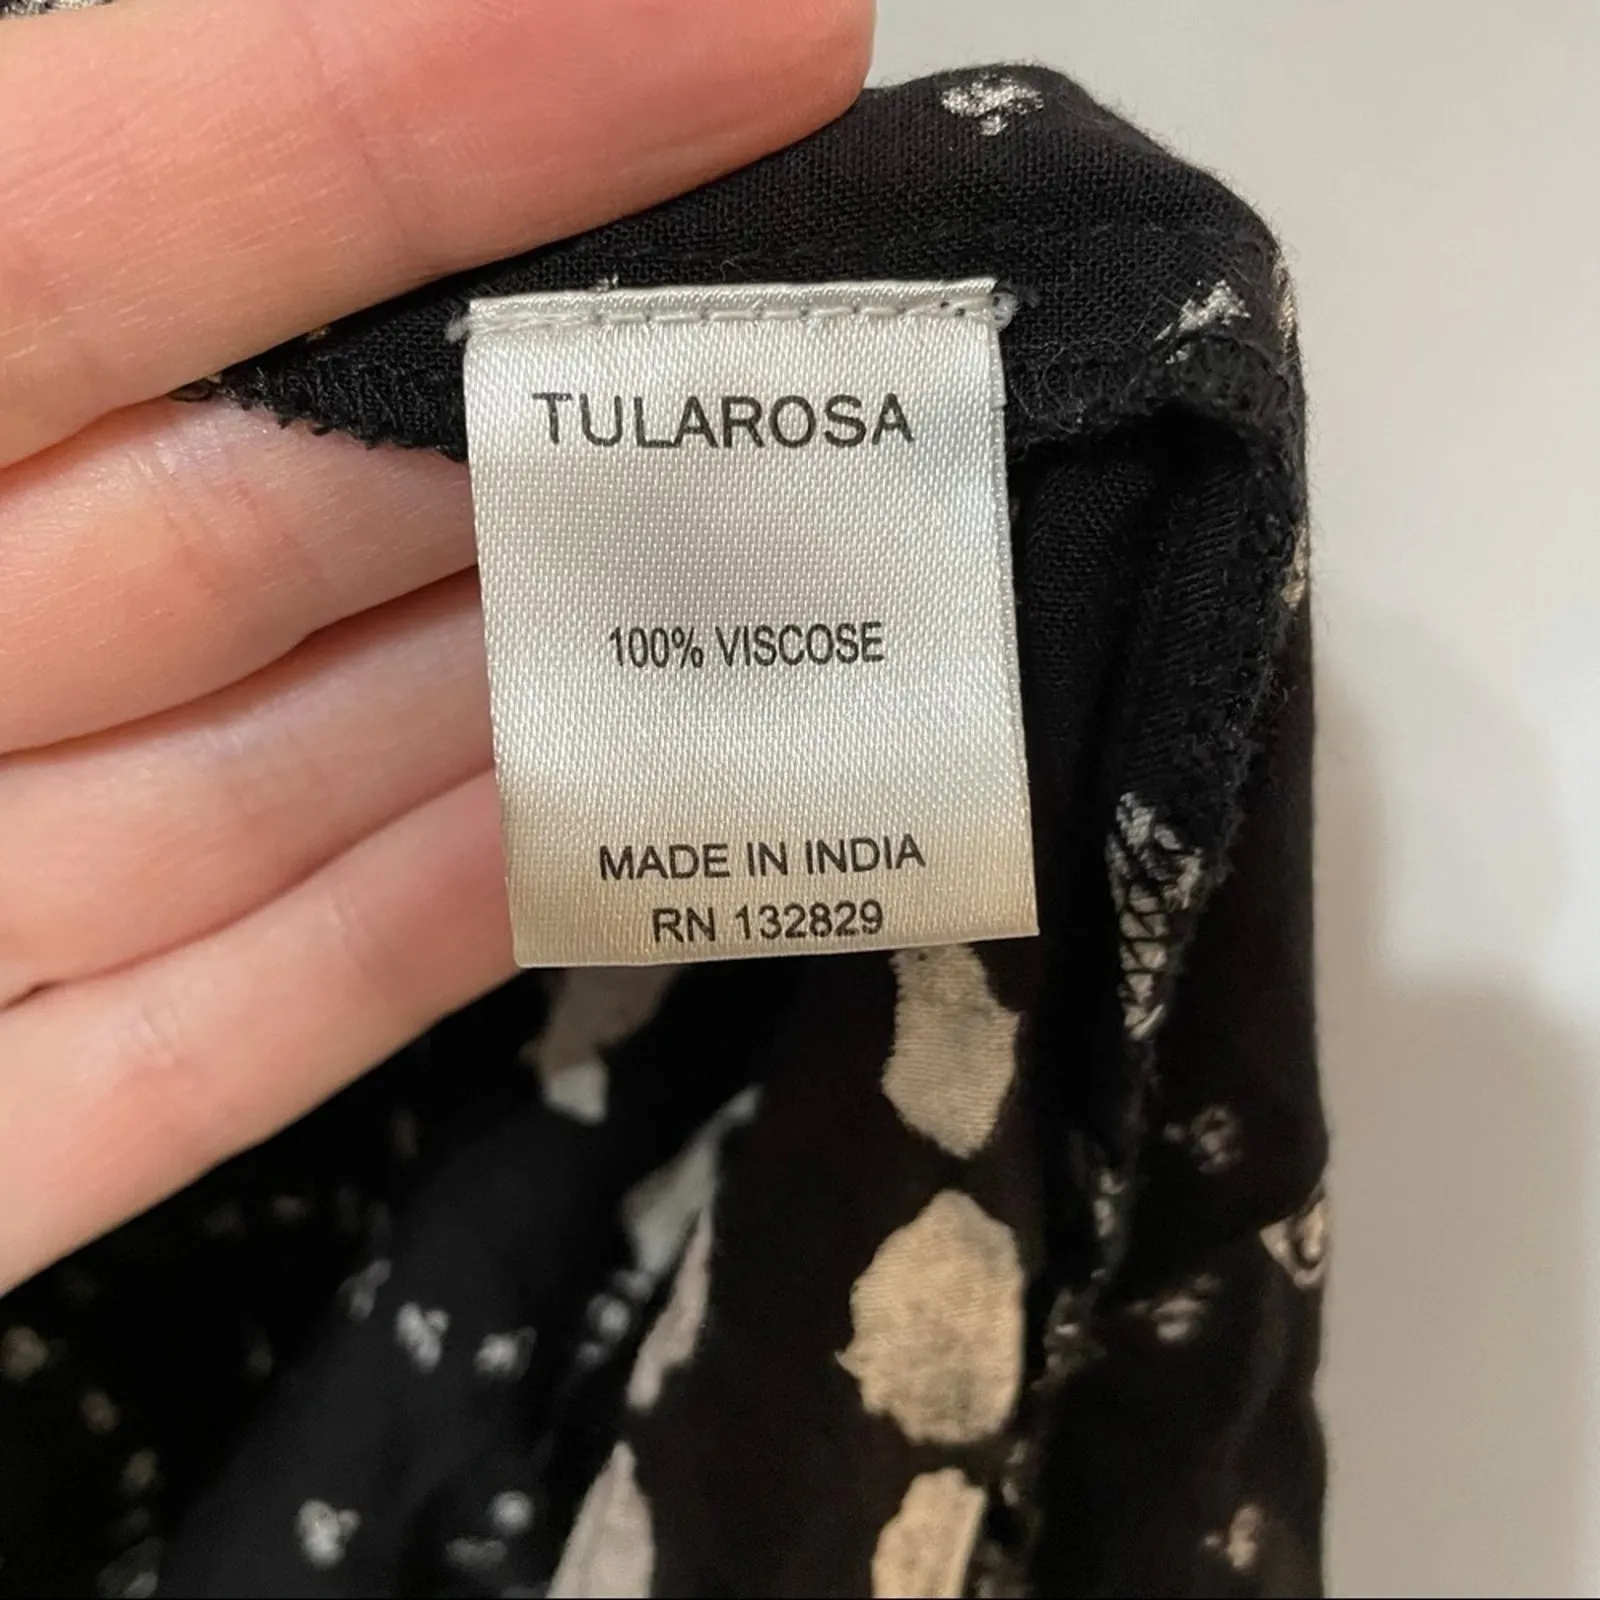 TULAROSA
100% VISCOSE
MADE IN INDIA
RN 132829